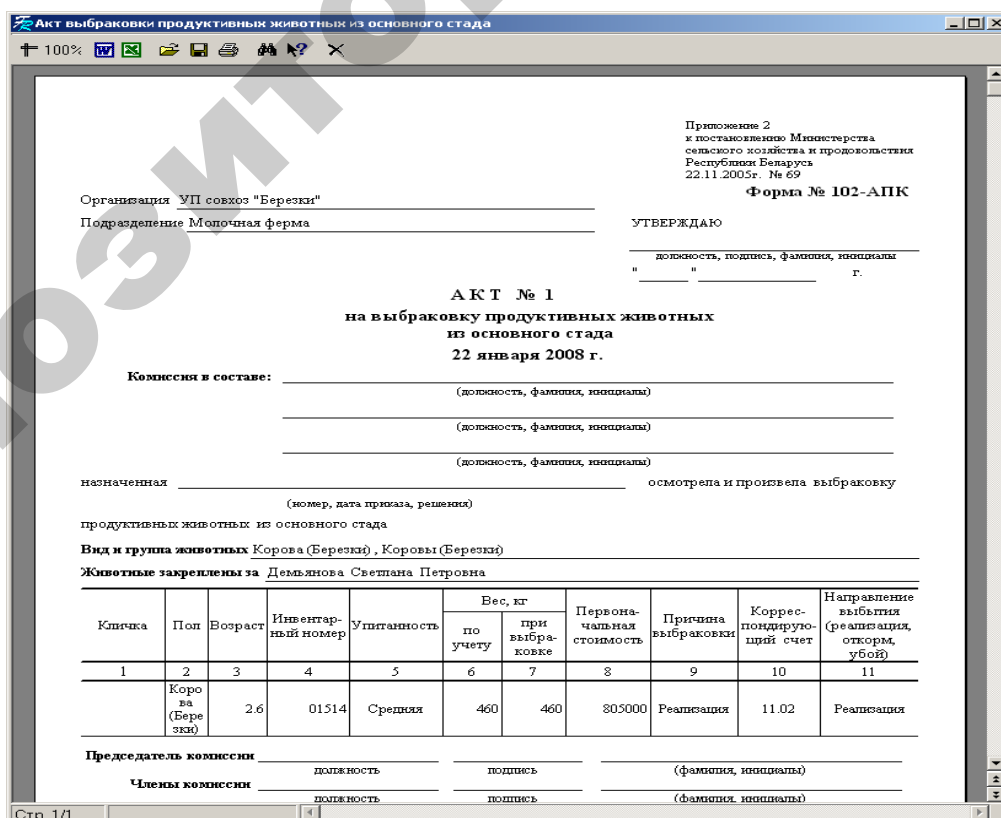 Акт выбраковки продуктивных животных из основного стада
100%
Приложение 2
к постановлению Министерства
сельского хозяйства и продовольствия
Республики Беларусь
22.11.2005г. № 69
Форма № 102-АПК
Организация УП совхоз "Березки"
Подразделение Молочная ферма
УТВЕРЖДАЮ
должность, подпись, фамилия, инициалы
" " г.
АКТ № 1
на выбраковку продуктивных животных
из основного стада
22 января 2008 г.
Комиссия в составе:
(должность, фамилия, инициалы)
(должность, фамилия, инициалы)
(должность, фамилия, инициалы)
назначенная осмотрела и произвела выбраковку
(номер, дата приказа, решения)
продуктивных животных из основного стада
Вид и группа животных Корова (Березки) , Коровы (Березки)
Животные закреплены за Демьянова Светлана Петровна
Кличка
Пол
Возраст
Инвентар-
ный номер
Упитанность
Вес, кг
по
учету
при
выбра-
ковке
Первона-
чальная
стоимость
Причина
выбраковки
Коррес-
пондирую-
щий счет
Направление
выбытия
(реализация,
откорм,
убой)
1 2 3 4 5 6 7 8 9 10 11
Коро
ва
(Бере
зки)
2.6 01514 Средняя 460 460 805000 Реализация 11.02 Реализация
Председатель комиссии
должность подпись (фамилия, инициалы)
Члены комиссии
должность подпись (фамилия, инициалы)
Стр. 1/1